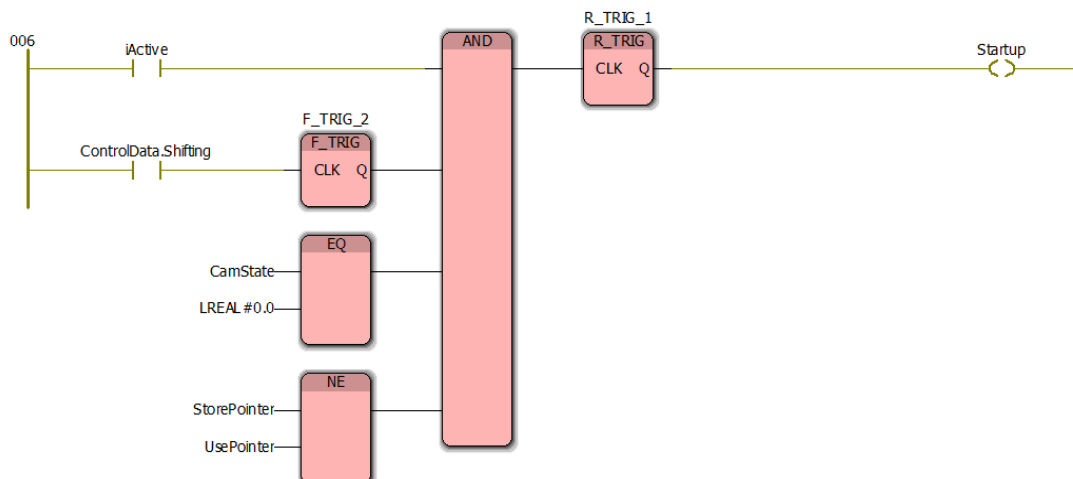 006
iActive
AND
R_TRIG_1
R_TRIG
CLK Q
Startup
F_TRIG_2
F_TRIG
CLK Q
ControlData.Shifting
EQ
CamState
LREAL#0.0
NE
StorePointer
UsePointer